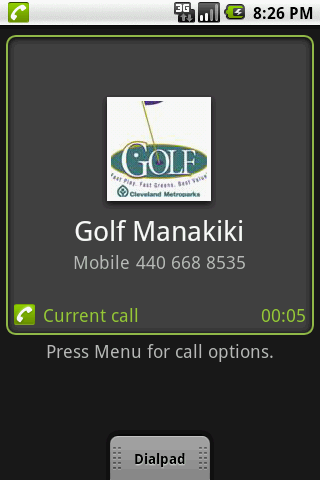 3G
8:26 PM
GOLF
Fast Play. Fast Greens. Best Value
Cleveland Metroparks
Golf Manakiki
Mobile 440 668 8535
Current call
00:05
Press Menu for call options.
Dialpad